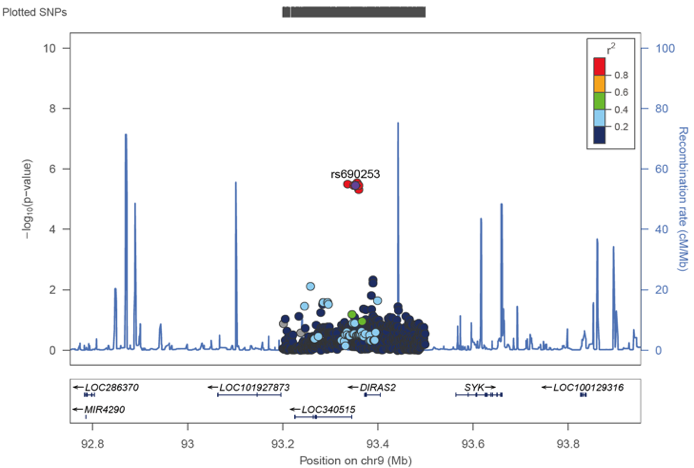 Plotted SNPs
10
8
6
4
2
0
−log10(p−value)
100
80
60
40
20
0
Recombination rate (cM/Mb)
r2
0.8
0.6
0.4
0.2
rs690253
LOC286370
LOC101927873
DIRAS2
SYK
LOC100129316
MIR4290
LOC340515
92.8 93 93.2 93.4 93.6 93.8
Position on chr9 (Mb)